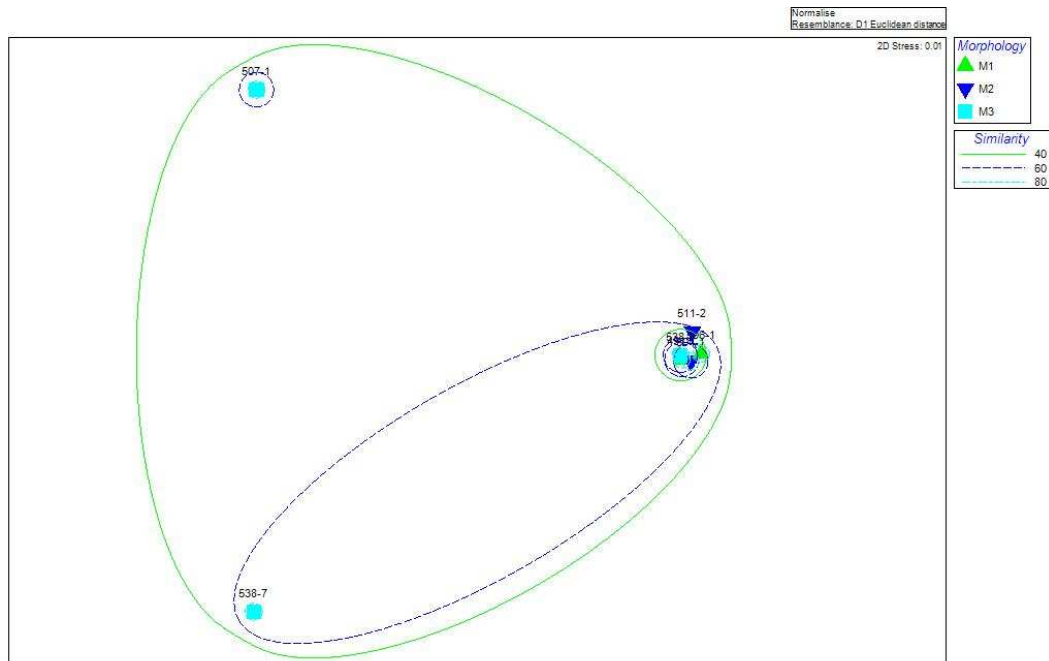 Normalise
Resemblance: D1 Euclidean distance
2D Stress: 0.01
Morphology
M1
M2
M3
Similarity
40
60
80
507-1
511-2
538-7